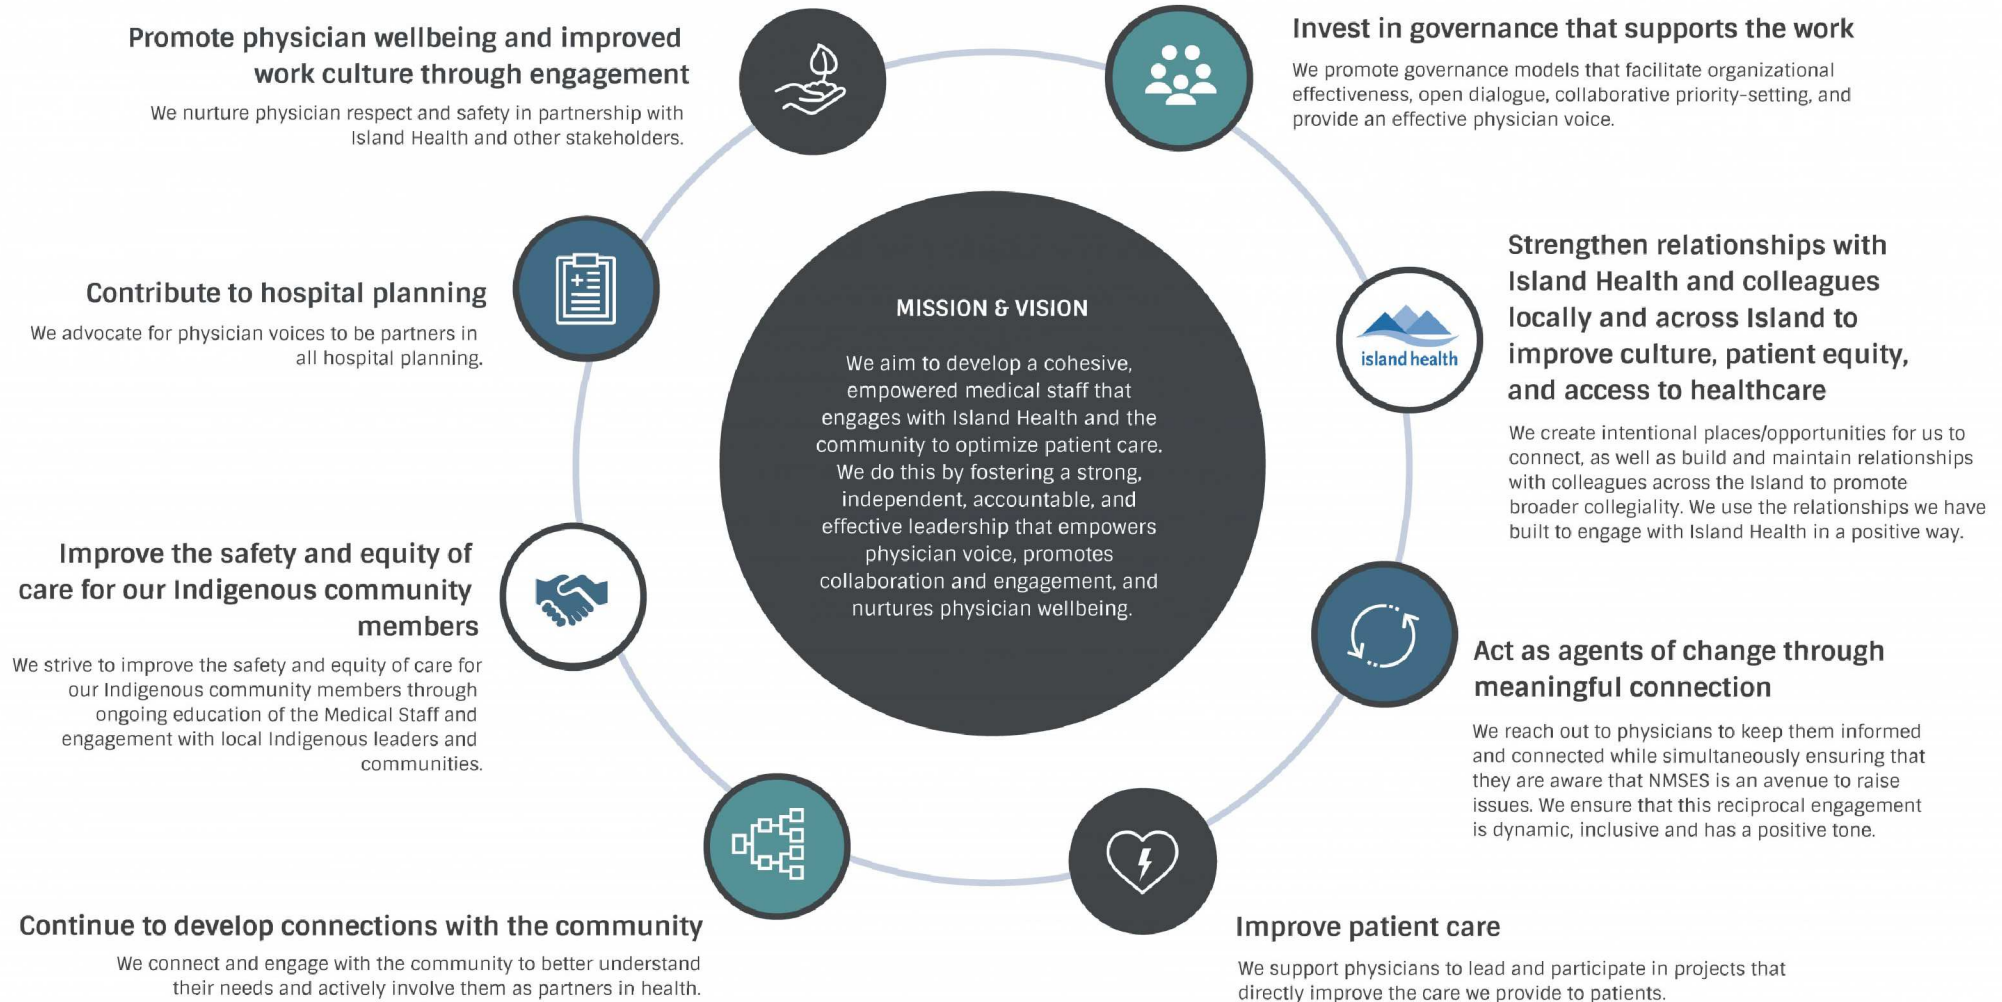 Promote physician wellbeing and improved
work culture through engagement
We nurture physician respect and safety in partnership with
Island Health and other stakeholders.
Invest in governance that supports the work
We promote governance models that facilitate organizational
effectiveness, open dialogue, collaborative priority-setting, and
provide an effective physician voice.
Contribute to hospital planning
We advocate for physician voices to be partners in
all hospital planning.
MISSION & VISION
We aim to develop a cohesive,
empowered medical staff that
engages with Island Health and the
community to optimize patient care.
We do this by fostering a strong,
independent, accountable, and
effective leadership that empowers
physician voice, promotes
collaboration and engagement, and
nurtures physician wellbeing.
island health
Strengthen relationships with
Island Health and colleagues
locally and across Island to
improve culture, patient equity,
and access to healthcare
We create intentional places/opportunities for us to
connect, as well as build and maintain relationships
with colleagues across the Island to promote
broader collegiality. We use the relationships we have
built to engage with Island Health in a positive way.
Improve the safety and equity of
care for our Indigenous community
members
We strive to improve the safety and equity of care for
our Indigenous community members through
ongoing education of the Medical Staff and
engagement with local Indigenous leaders and
communities.
Act as agents of change through
meaningful connection
We reach out to physicians to keep them informed
and connected while simultaneously ensuring that
they are aware that NMSES is an avenue to raise
issues. We ensure that this reciprocal engagement
is dynamic, inclusive and has a positive tone.
Continue to develop connections with the community
We connect and engage with the community to better understand
their needs and actively involve them as partners in health.
Improve patient care
We support physicians to lead and participate in projects that
directly improve the care we provide to patients.